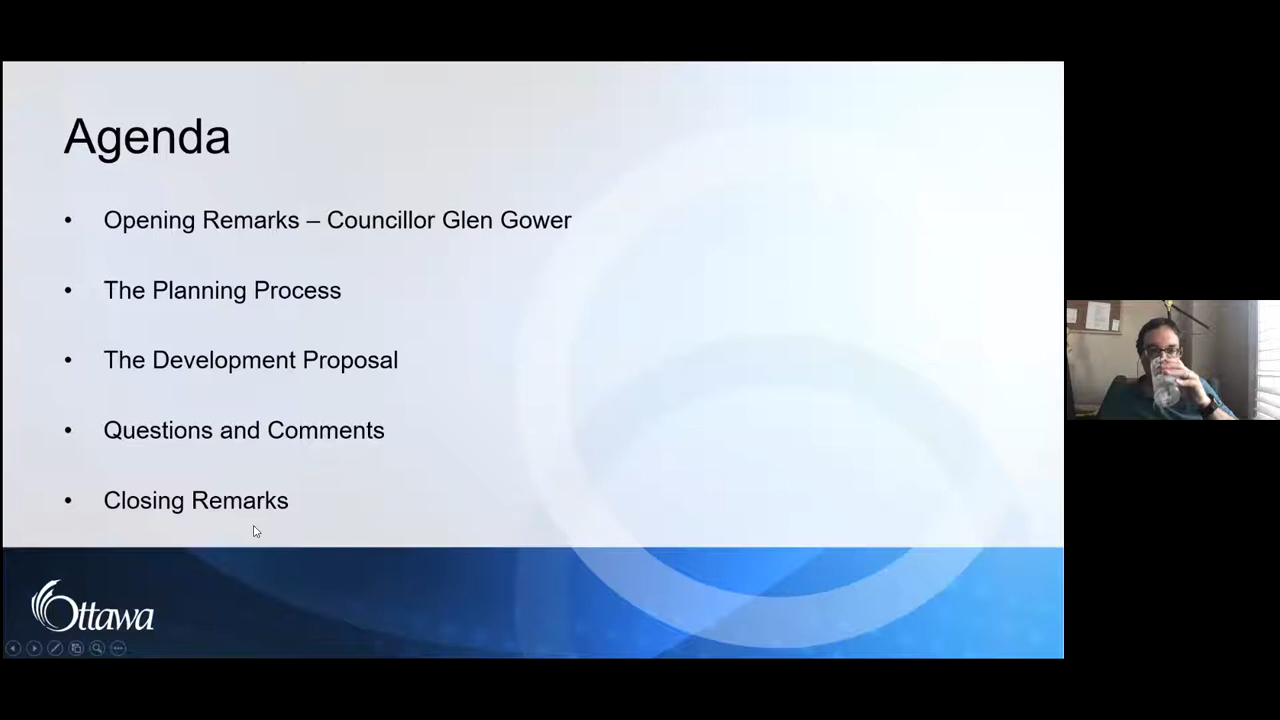 Agenda
• Opening Remarks – Councillor Glen Gower
• The Planning Process
• The Development Proposal
• Questions and Comments
• Closing Remarks
Ottawa